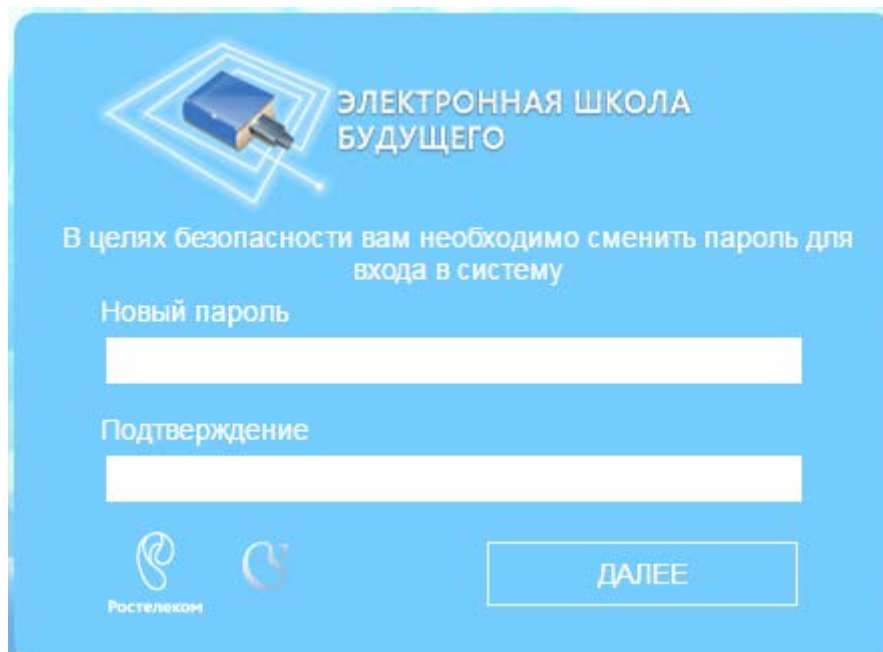 ЭЛЕКТРОННАЯ ШКОЛА
БУДУЩЕГО
В целях безопасности вам необходимо сменить пароль для
входа в систему
Новый пароль
Подтверждение
Ростелеком
ДАЛЕЕ